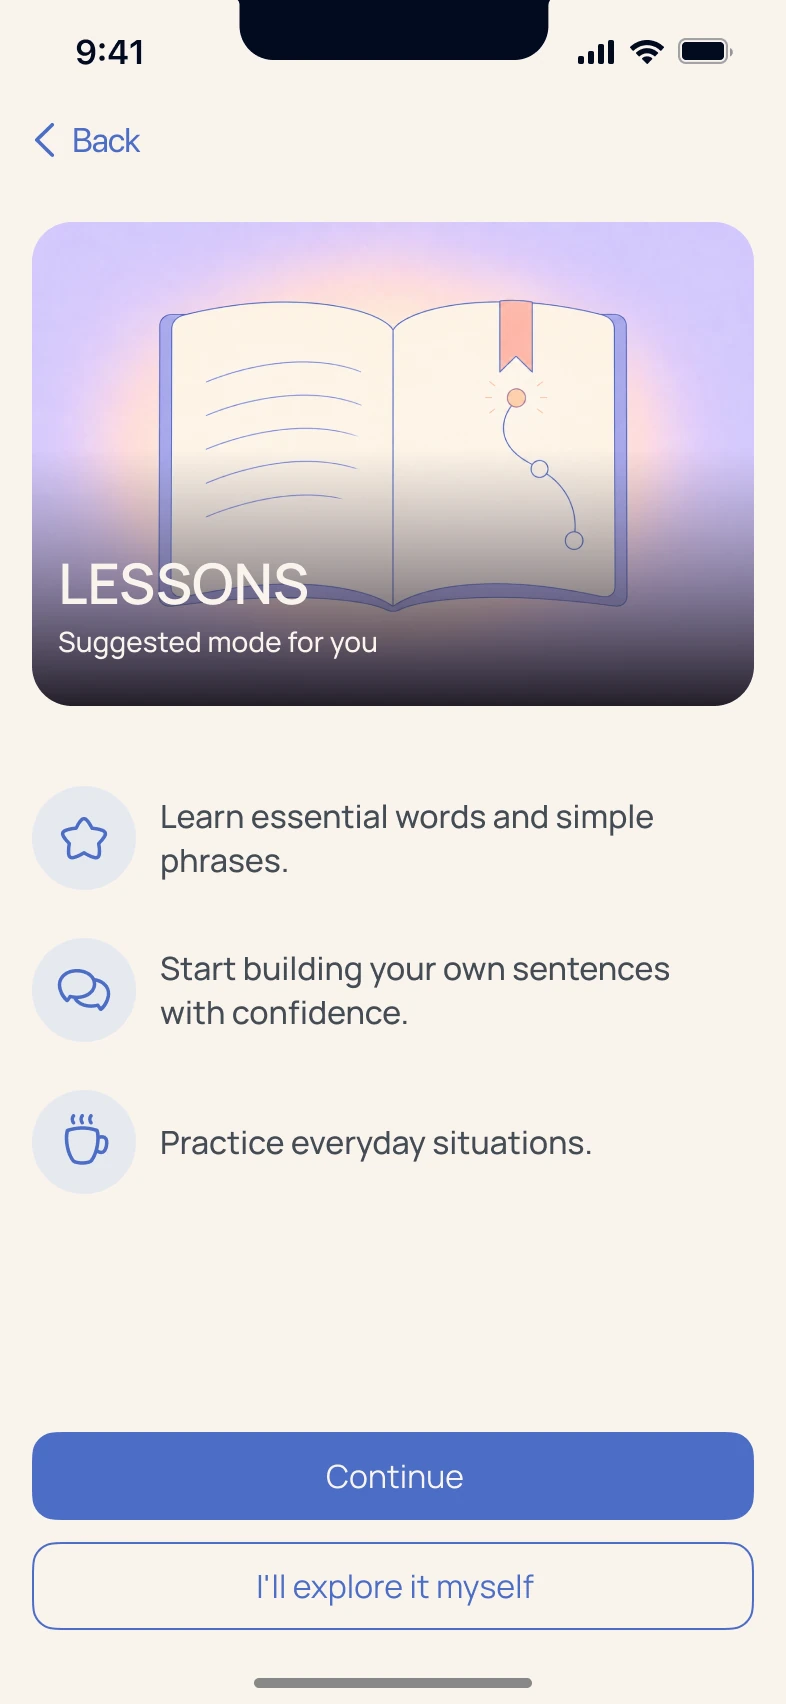 9:41
Back
LESSONS
Suggested mode for you
Learn essential words and simple
phrases.
Start building your own sentences
with confidence.
Practice everyday situations.
Continue
I'll explore it myself